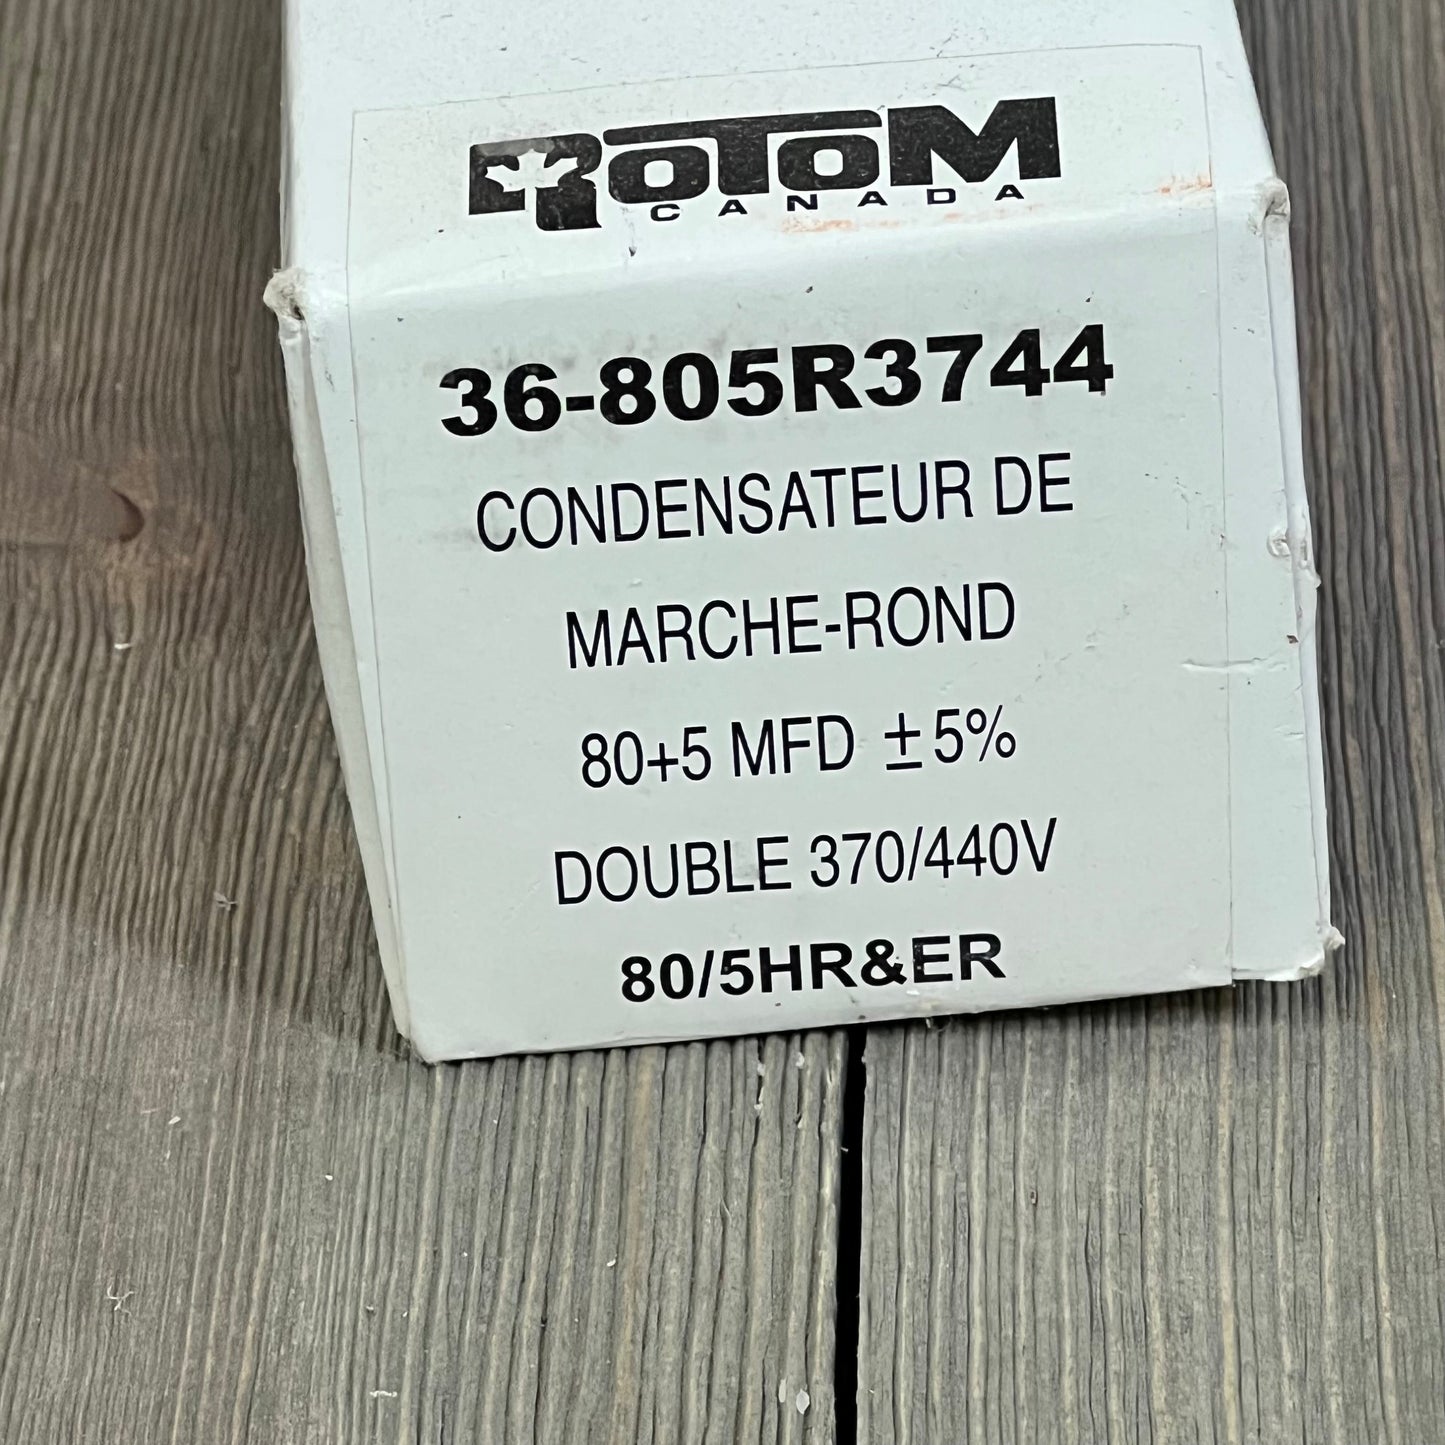 ROTOM
CANADA
36-805R3744
CONDENSATEUR DE
MARCHE-ROND
80+5 MFD ±5%
DOUBLE 370/440V
80/5HR&ER